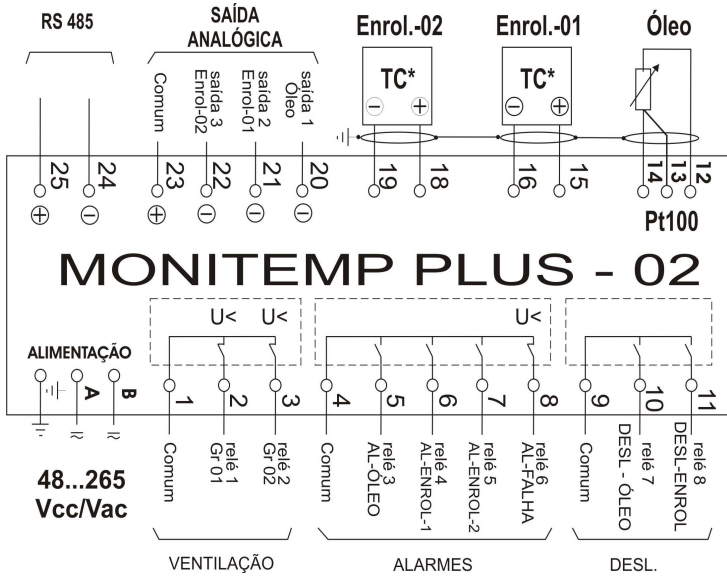 RS 485
SAÍDA
ANALÓGICA
Enrol.-02
Enrol.-01
Óleo
TC*
TC*
Comum
saída 3
Enrol-02
saída 2
Enrol-01
saída 1
Óleo
25
24
23
22
21
20
19
18
16
15
14
13
12
Pt100
MONITEMP PLUS - 02
U<
U<
U<
ALIMENTAÇÃO
A
B
1
2
3
4
5
6
7
8
9
10
11
48...265
Vcc/Vac
Comum
relé 1
Gr 01
relé 2
Gr 02
Comum
relé 3
AL-ÓLEO
relé 4
AL-ENROL-1
relé 5
AL-ENROL-2
relé 6
AL-FALHA
Comum
relé 7
DESL - ÓLEO
relé 8
DESL-ENROL
VENTILAÇÃO
ALARMES
DESL.